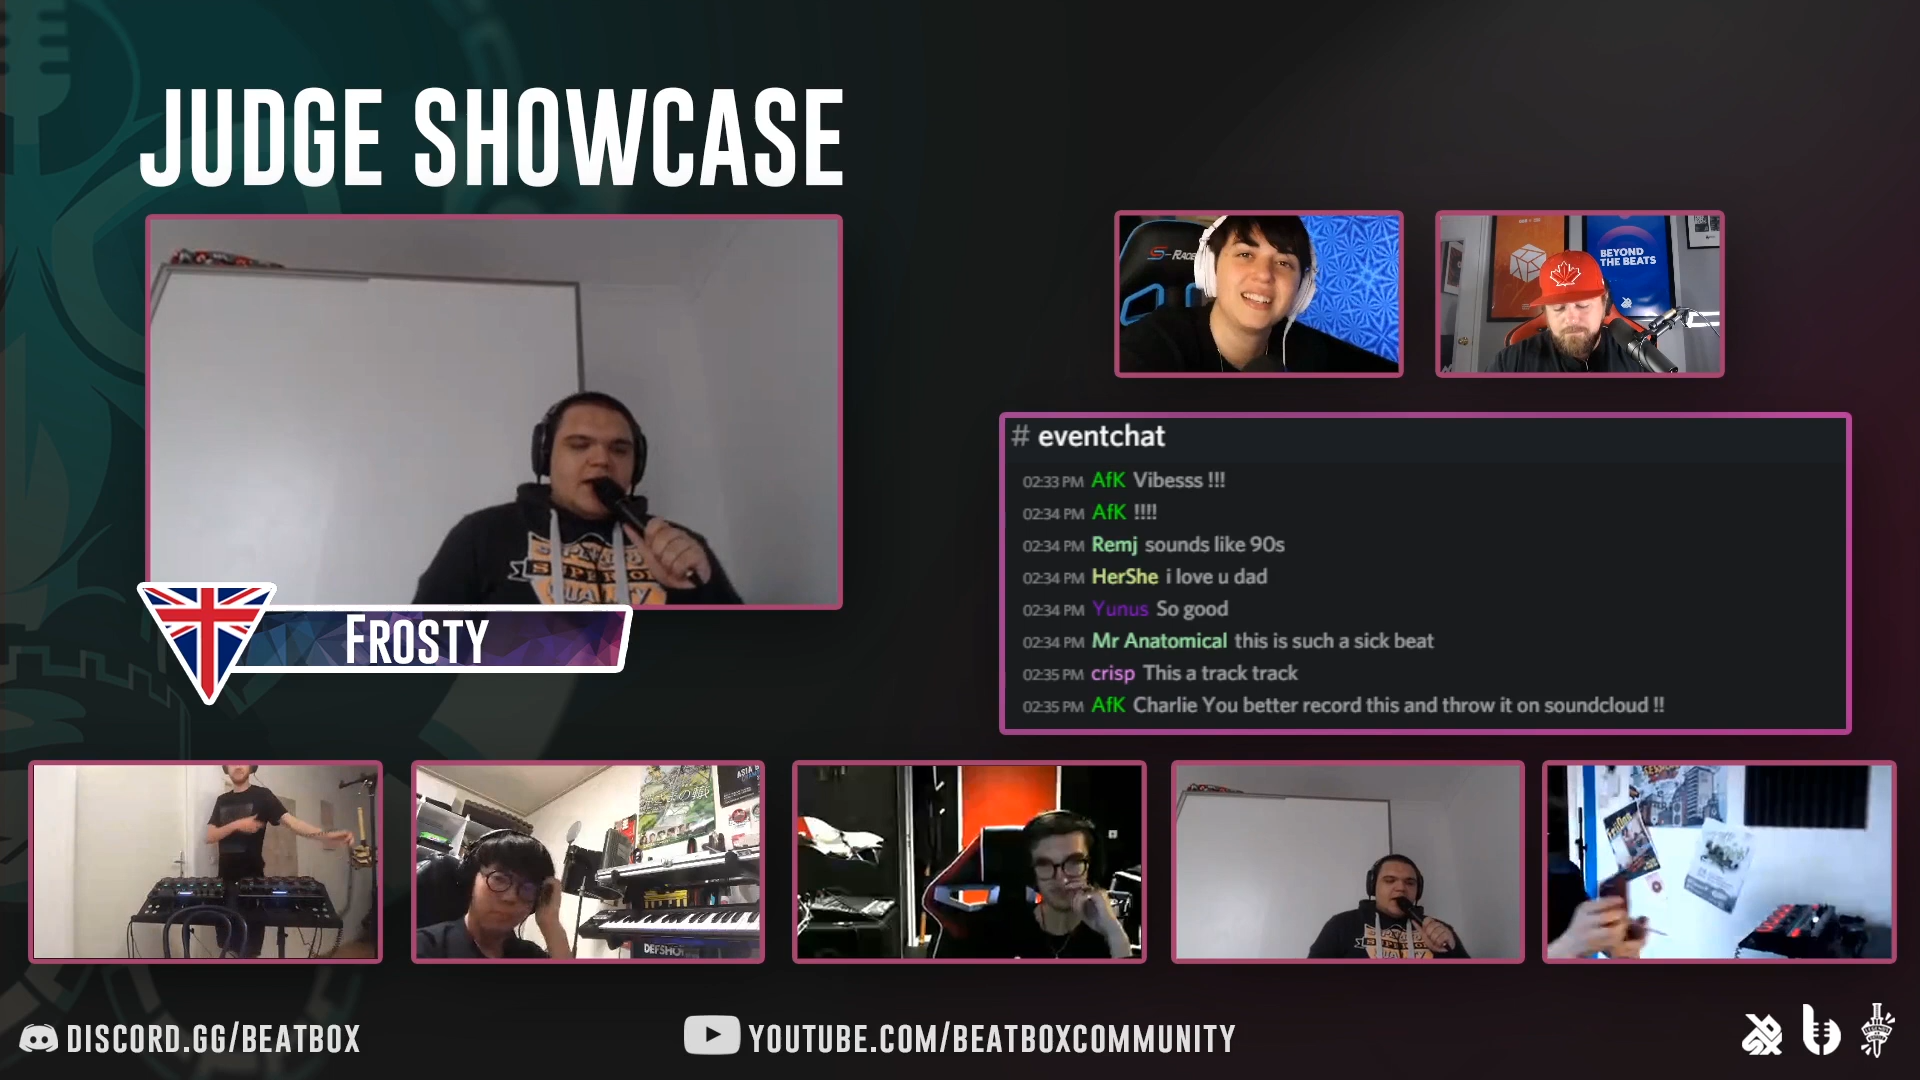 JUDGE SHOWCASE
BEYOND
THE BEATS
# eventchat
02:33 PM AfK Vibesss !!!
02:34 PM AfK !!!!
02:34 PM Remj sounds like 90s
02:34 PM HerShe i love u dad
02:34 PM Yunus So good
02:34 PM Mr Anatomical this is such a sick beat
02:35 PM crisp This a track track
02:35 PM AfK Charlie You better record this and throw it on soundcloud !!
SUPERIOR
QUALITY
FROSTY
DISCORD.GG/BEATBOX
YOUTUBE.COM/BEATBOXCOMMUNITY